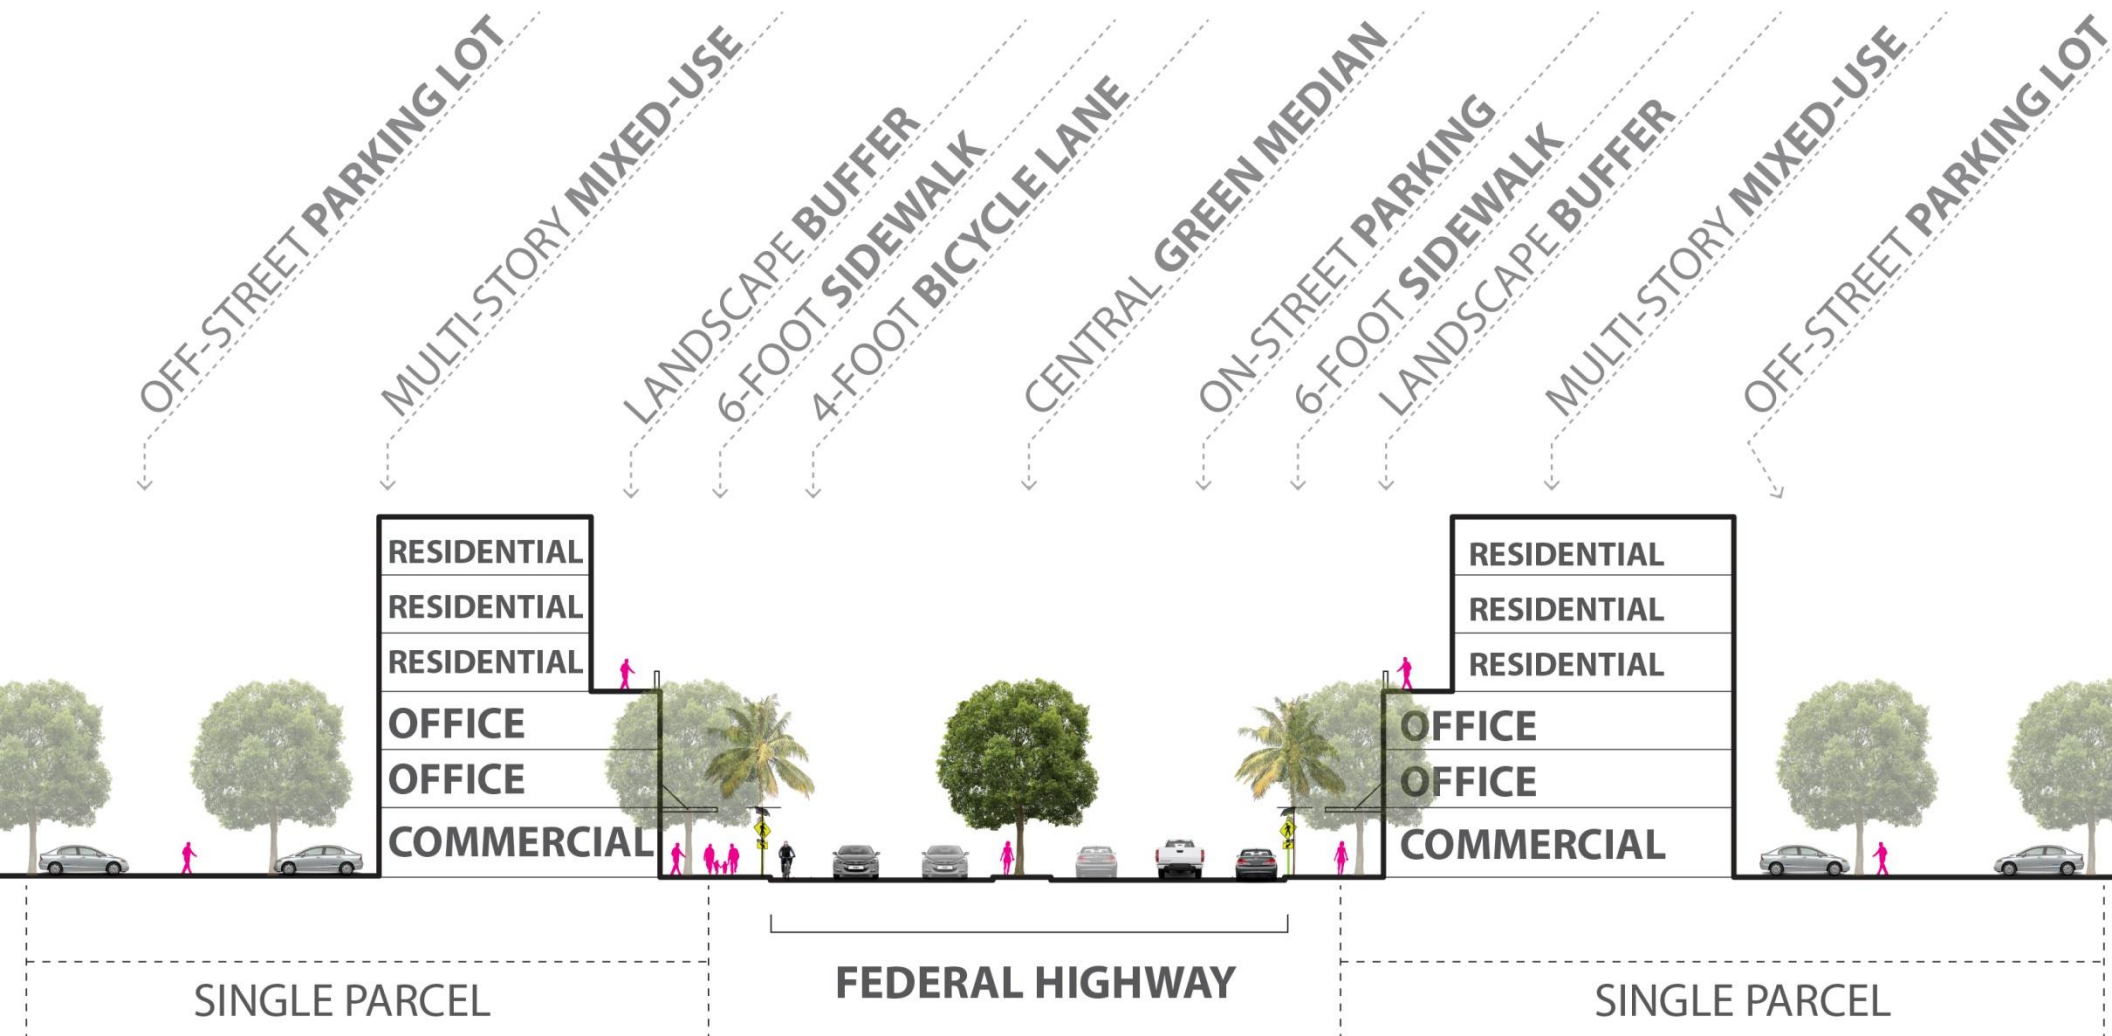 OFF-STREET PARKING LOT
MULTI-STORY MIXED-USE
LANDSCAPE BUFFER
6-FOOT SIDEWALK
4-FOOT BICYCLE LANE
CENTRAL GREEN MEDIAN
ON-STREET PARKING
6-FOOT SIDEWALK
LANDSCAPE BUFFER
MULTI-STORY MIXED-USE
OFF-STREET PARKING LOT
RESIDENTIAL
RESIDENTIAL
RESIDENTIAL
OFFICE
OFFICE
COMMERCIAL
RESIDENTIAL
RESIDENTIAL
RESIDENTIAL
OFFICE
OFFICE
COMMERCIAL
SINGLE PARCEL
FEDERAL HIGHWAY
SINGLE PARCEL